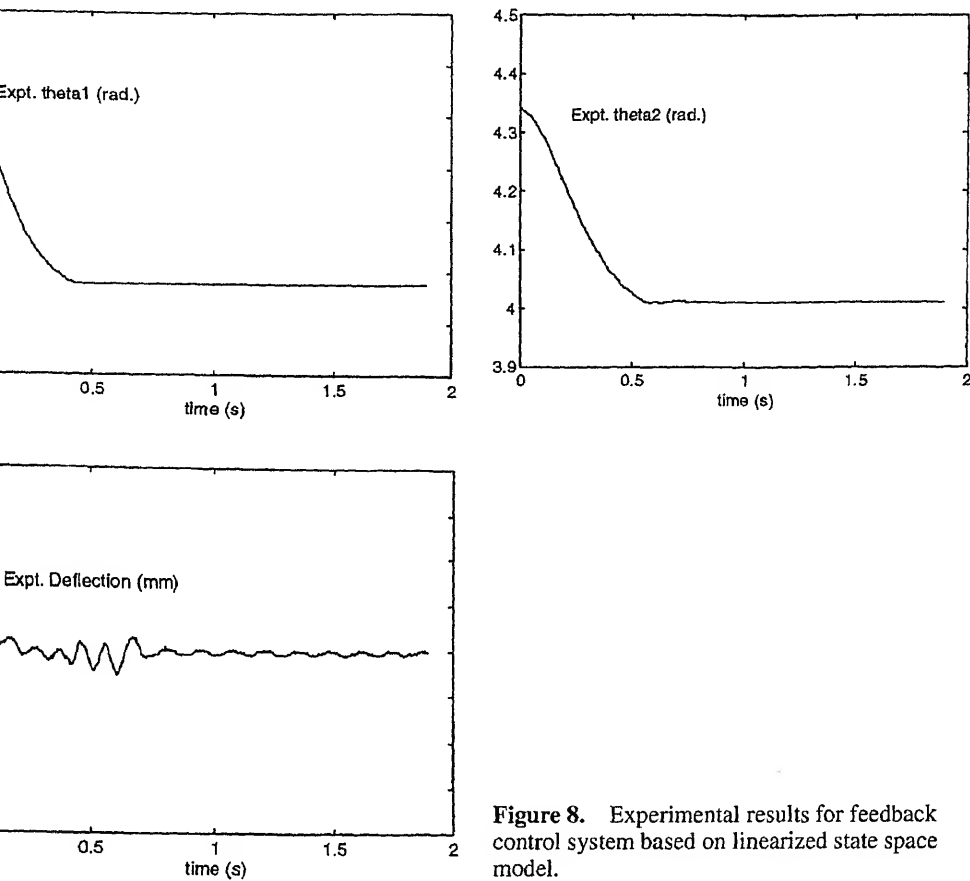 Expt. theta1 (rad.)
0.5 1 1.5 2
time (s)
4.5
4.4
4.3
4.2
4.1
4
3.9
Expt. theta2 (rad.)
0 0.5 1 1.5 2
time (s)
Expt. Deflection (mm)
0.5 1 1.5 2
time (s)
Figure 8. Experimental results for feedback
control system based on linearized state space
model.